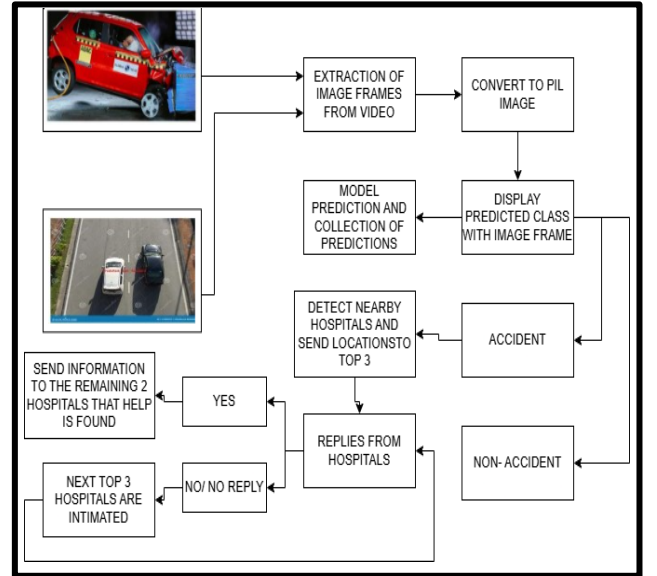 EXTRACTION OF
IMAGE FRAMES
FROM VIDEO
CONVERT TO PIL
IMAGE
MODEL
PREDICTION AND
COLLECTION OF
PREDICTIONS
DISPLAY
PREDICTED CLASS
WITH IMAGE FRAME
DETECT NEARBY
HOSPITALS AND
SEND LOCATIONSTO
TOP 3
ACCIDENT
SEND INFORMATION
TO THE REMAINING 2
HOSPITALS THAT HELP
IS FOUND
YES
REPLIES FROM
HOSPITALS
NON- ACCIDENT
NEXT TOP 3
HOSPITALS ARE
INTIMATED
NO/ NO REPLY